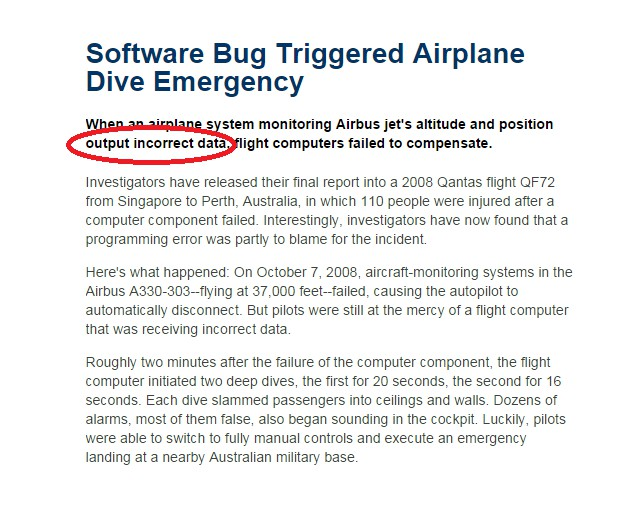 Software Bug Triggered Airplane
Dive Emergency
When an airplane system monitoring Airbus jet's altitude and position
output incorrect data, flight computers failed to compensate.
Investigators have released their final report into a 2008 Qantas flight QF72
from Singapore to Perth, Australia, in which 110 people were injured after a
computer component failed. Interestingly, investigators have now found that a
programming error was partly to blame for the incident.
Here's what happened: On October 7, 2008, aircraft-monitoring systems in the
Airbus A330-303--flying at 37,000 feet--failed, causing the autopilot to
automatically disconnect. But pilots were still at the mercy of a flight computer
that was receiving incorrect data.
Roughly two minutes after the failure of the computer component, the flight
computer initiated two deep dives, the first for 20 seconds, the second for 16
seconds. Each dive slammed passengers into ceilings and walls. Dozens of
alarms, most of them false, also began sounding in the cockpit. Luckily, pilots
were able to switch to fully manual controls and execute an emergency
landing at a nearby Australian military base.